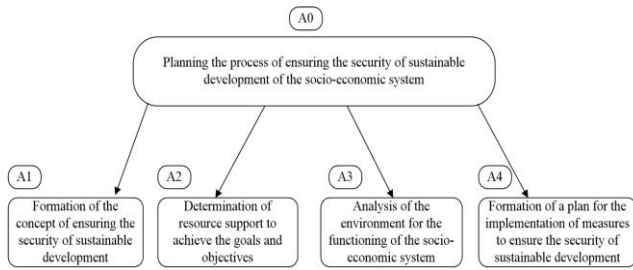 A0
Planning the process of ensuring the security of sustainable
development of the socio-economic system
A1
Formation of the
concept of ensuring the
security of sustainable
development
A2
Determination of
resource support to
achieve the goals and
objectives
A3
Analysis of the
environment for the
functioning of the socio-
economic system
A4
Formation of a plan for the
implementation of measures
to ensure the security of
sustainable development